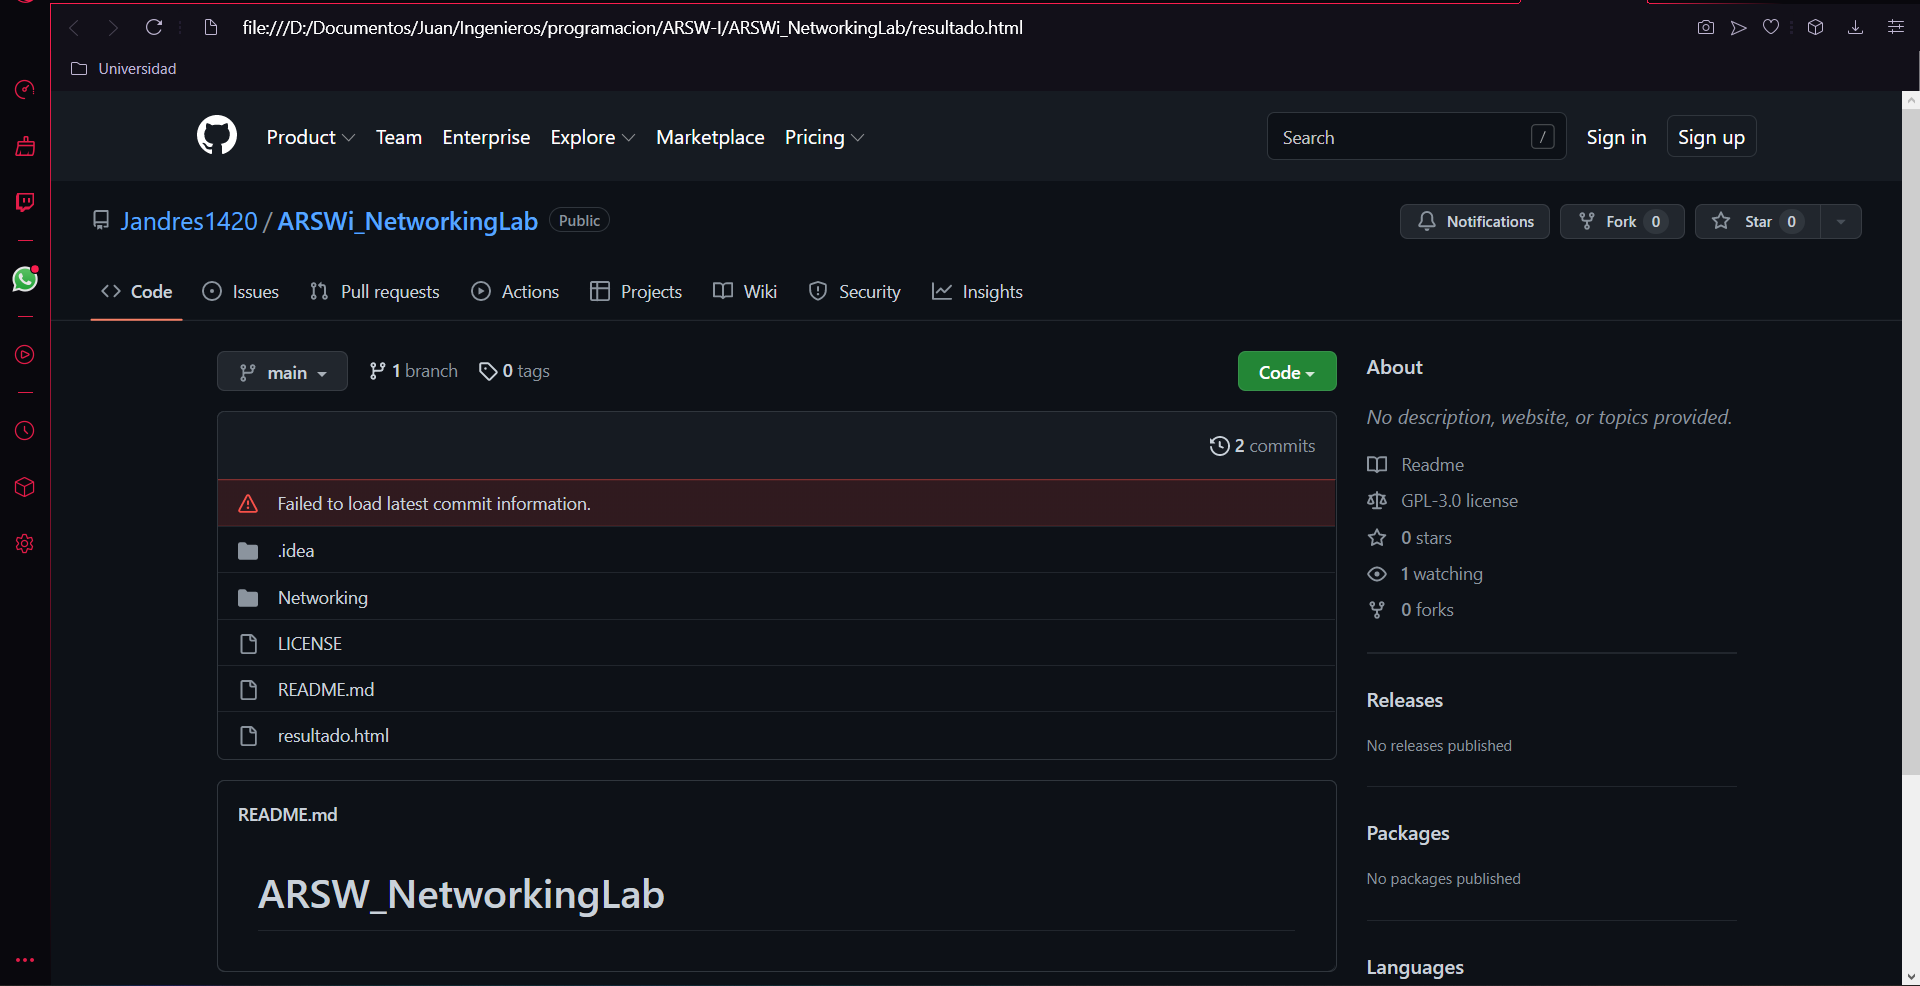 file:///D:/Documentos/Juan/Ingenieros/programacion/ARSW-I/ARSWi_NetworkingLab/resultado.html
Universidad
Product Team Enterprise Explore Marketplace Pricing Search / Sign in Sign up
Jandres1420 / ARSWi_NetworkingLab Public Notifications Fork 0 Star 0
Code Issues Pull requests Actions Projects Wiki Security Insights
main 1 branch 0 tags Code
2 commits
Failed to load latest commit information.
.idea
Networking
LICENSE
README.md
resultado.html
README.md
ARSW_NetworkingLab
About
No description, website, or topics provided.
Readme
GPL-3.0 license
0 stars
1 watching
0 forks
Releases
No releases published
Packages
No packages published
Languages